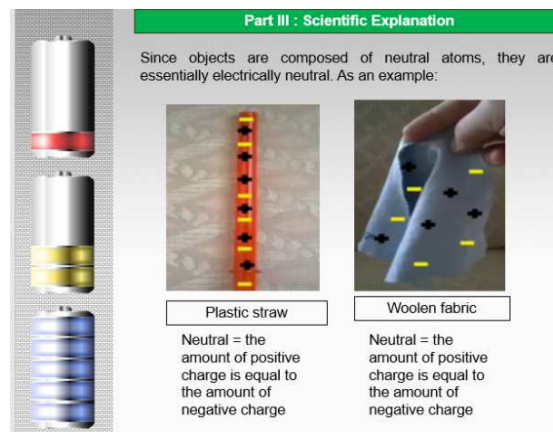 Part III : Scientific Explanation
Since objects are composed of neutral atoms, they are
essentially electrically neutral. As an example:
Plastic straw
Woolen fabric
Neutral = the
amount of positive
charge is equal to
the amount of
negative charge
Neutral = the
amount of positive
charge is equal to
the amount of
negative charge